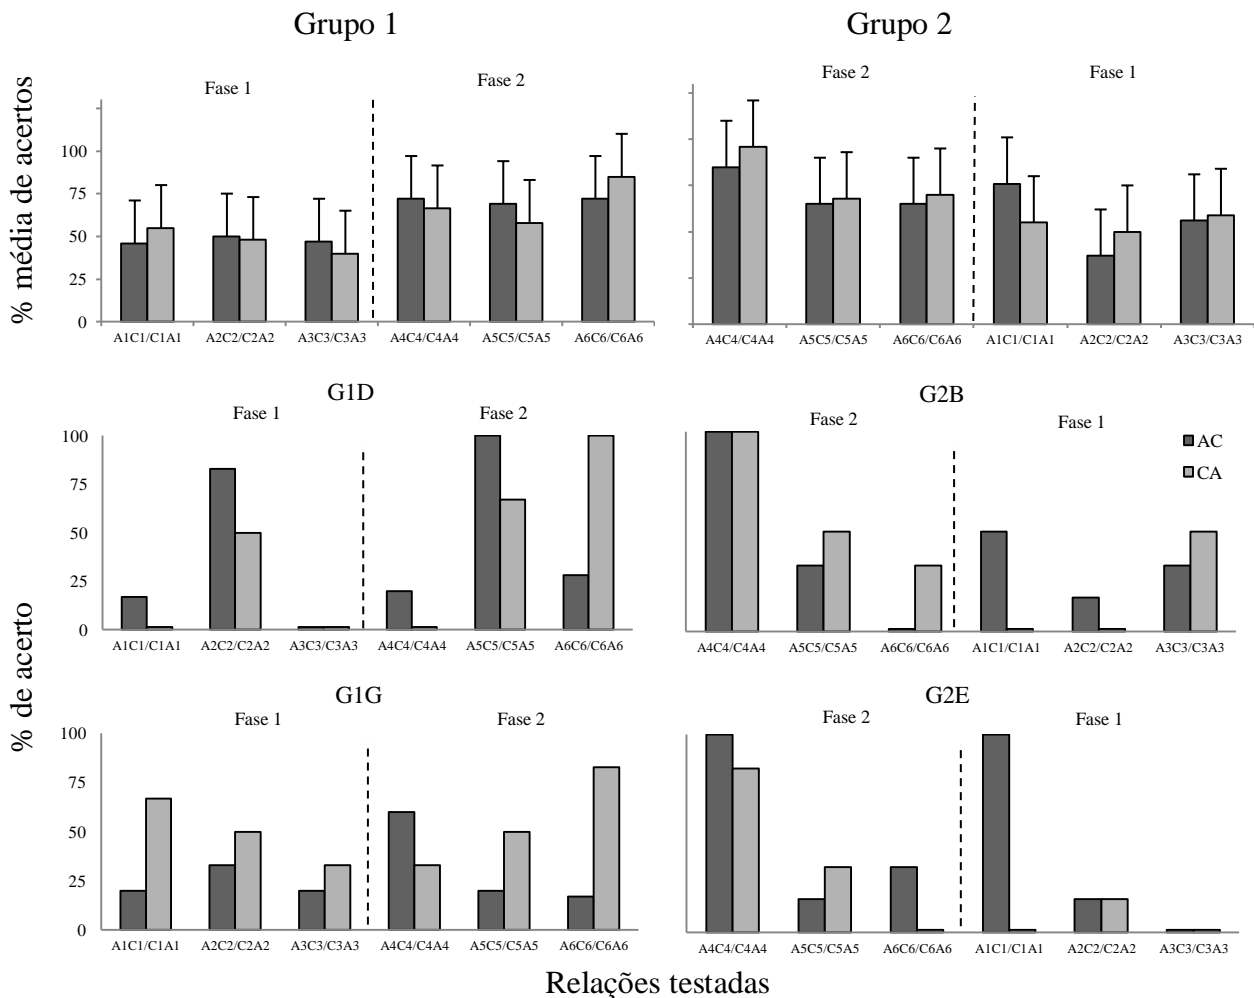 Grupo 1
Grupo 2
% média de acertos
Fase 1
Fase 2
100
75
50
25
0
A1C1/C1A1 A2C2/C2A2 A3C3/C3A3 A4C4/C4A4 A5C5/C5A5 A6C6/C6A6
Fase 2
Fase 1
A4C4/C4A4 A5C5/C5A5 A6C6/C6A6 A1C1/C1A1 A2C2/C2A2 A3C3/C3A3
% de acerto
G1D
Fase 1
Fase 2
100
75
50
25
0
A1C1/C1A1 A2C2/C2A2 A3C3/C3A3 A4C4/C4A4 A5C5/C5A5 A6C6/C6A6
G2B
Fase 2
Fase 1
AC
CA
A4C4/C4A4 A5C5/C5A5 A6C6/C6A6 A1C1/C1A1 A2C2/C2A2 A3C3/C3A3
G1G
Fase 1
Fase 2
100
75
50
25
0
A1C1/C1A1 A2C2/C2A2 A3C3/C3A3 A4C4/C4A4 A5C5/C5A5 A6C6/C6A6
G2E
Fase 2
Fase 1
A4C4/C4A4 A5C5/C5A5 A6C6/C6A6 A1C1/C1A1 A2C2/C2A2 A3C3/C3A3
Relações testadas